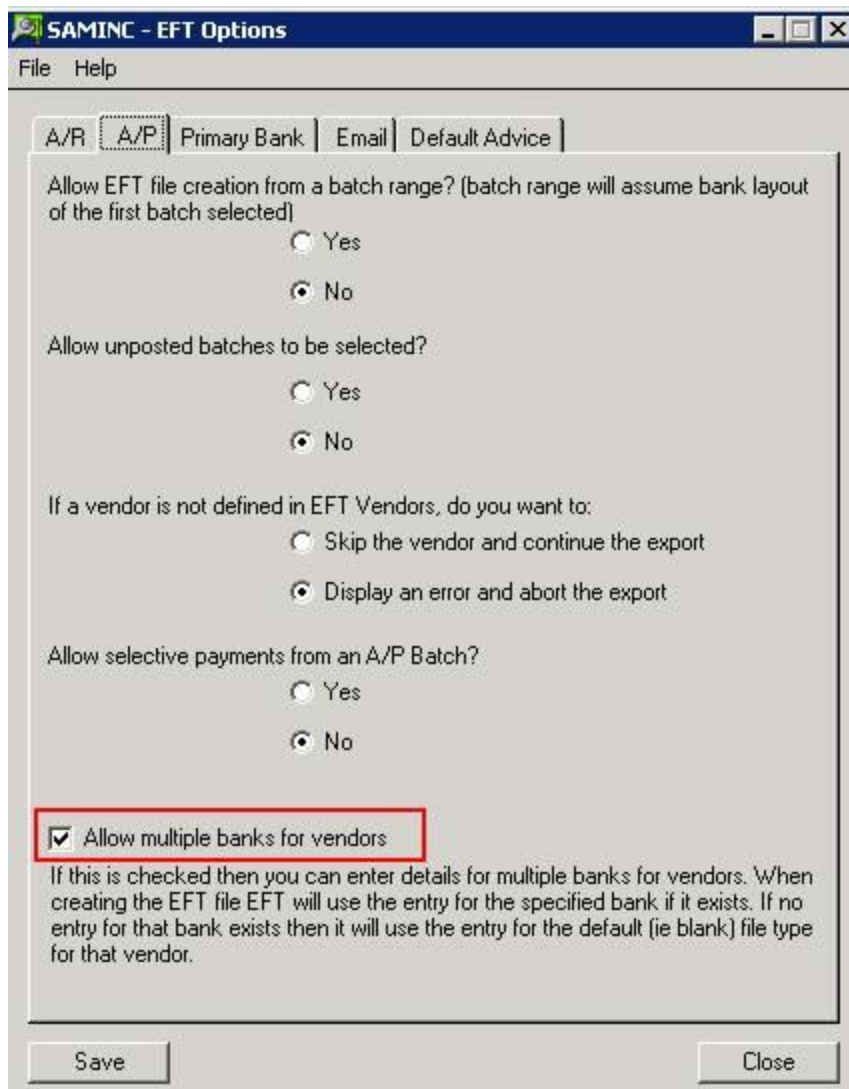 SAMINC - EFT Options
File Help
A/R A/P Primary Bank Email Default Advice
Allow EFT file creation from a batch range? (batch range will assume bank layout
of the first batch selected)
Yes
No
Allow unposted batches to be selected?
Yes
No
If a vendor is not defined in EFT Vendors, do you want to:
Skip the vendor and continue the export
Display an error and abort the export
Allow selective payments from an A/P Batch?
Yes
No
Allow multiple banks for vendors
If this is checked then you can enter details for multiple banks for vendors. When
creating the EFT file EFT will use the entry for the specified bank if it exists. If no
entry for that bank exists then it will use the entry for the default (ie blank) file type
for that vendor.
Save Close